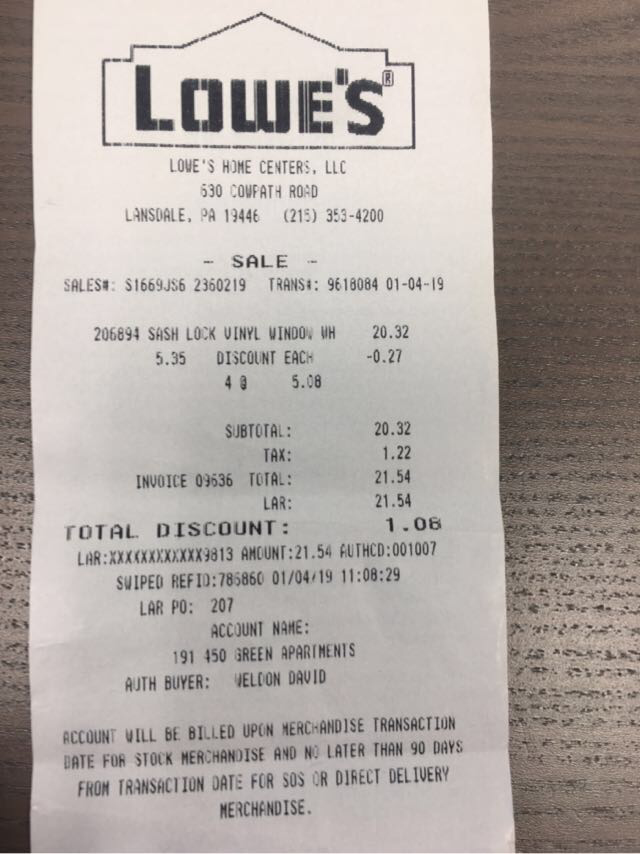 LOWE'S®
LOWE'S HOME CENTERS, LLC
630 COWPATH ROAD
LANSDALE, PA 19446 (215) 353-4200
- SALE -
SALES#: S1669JS6 2360219 TRANS#: 9618084 01-04-19
206894 SASH LOCK VINYL WINDOW WH 20.32
5.35 DISCOUNT EACH -0.27
4 @ 5.08
SUBTOTAL: 20.32
TAX: 1.22
INVOICE 09636 TOTAL: 21.54
LAR: 21.54
TOTAL DISCOUNT: 1.08
LAR:XXXXXXXXXXXX9813 AMOUNT:21.54 AUTHCD:001007
SWIPED REFID:786860 01/04/19 11:08:29
LAR PO: 207
ACCOUNT NAME:
191 450 GREEN APARTMENTS
AUTH BUYER: WELDON DAVID
ACCOUNT WILL BE BILLED UPON MERCHANDISE TRANSACTION
DATE FOR STOCK MERCHANDISE AND NO LATER THAN 90 DAYS
FROM TRANSACTION DATE FOR SOS OR DIRECT DELIVERY
MERCHANDISE.